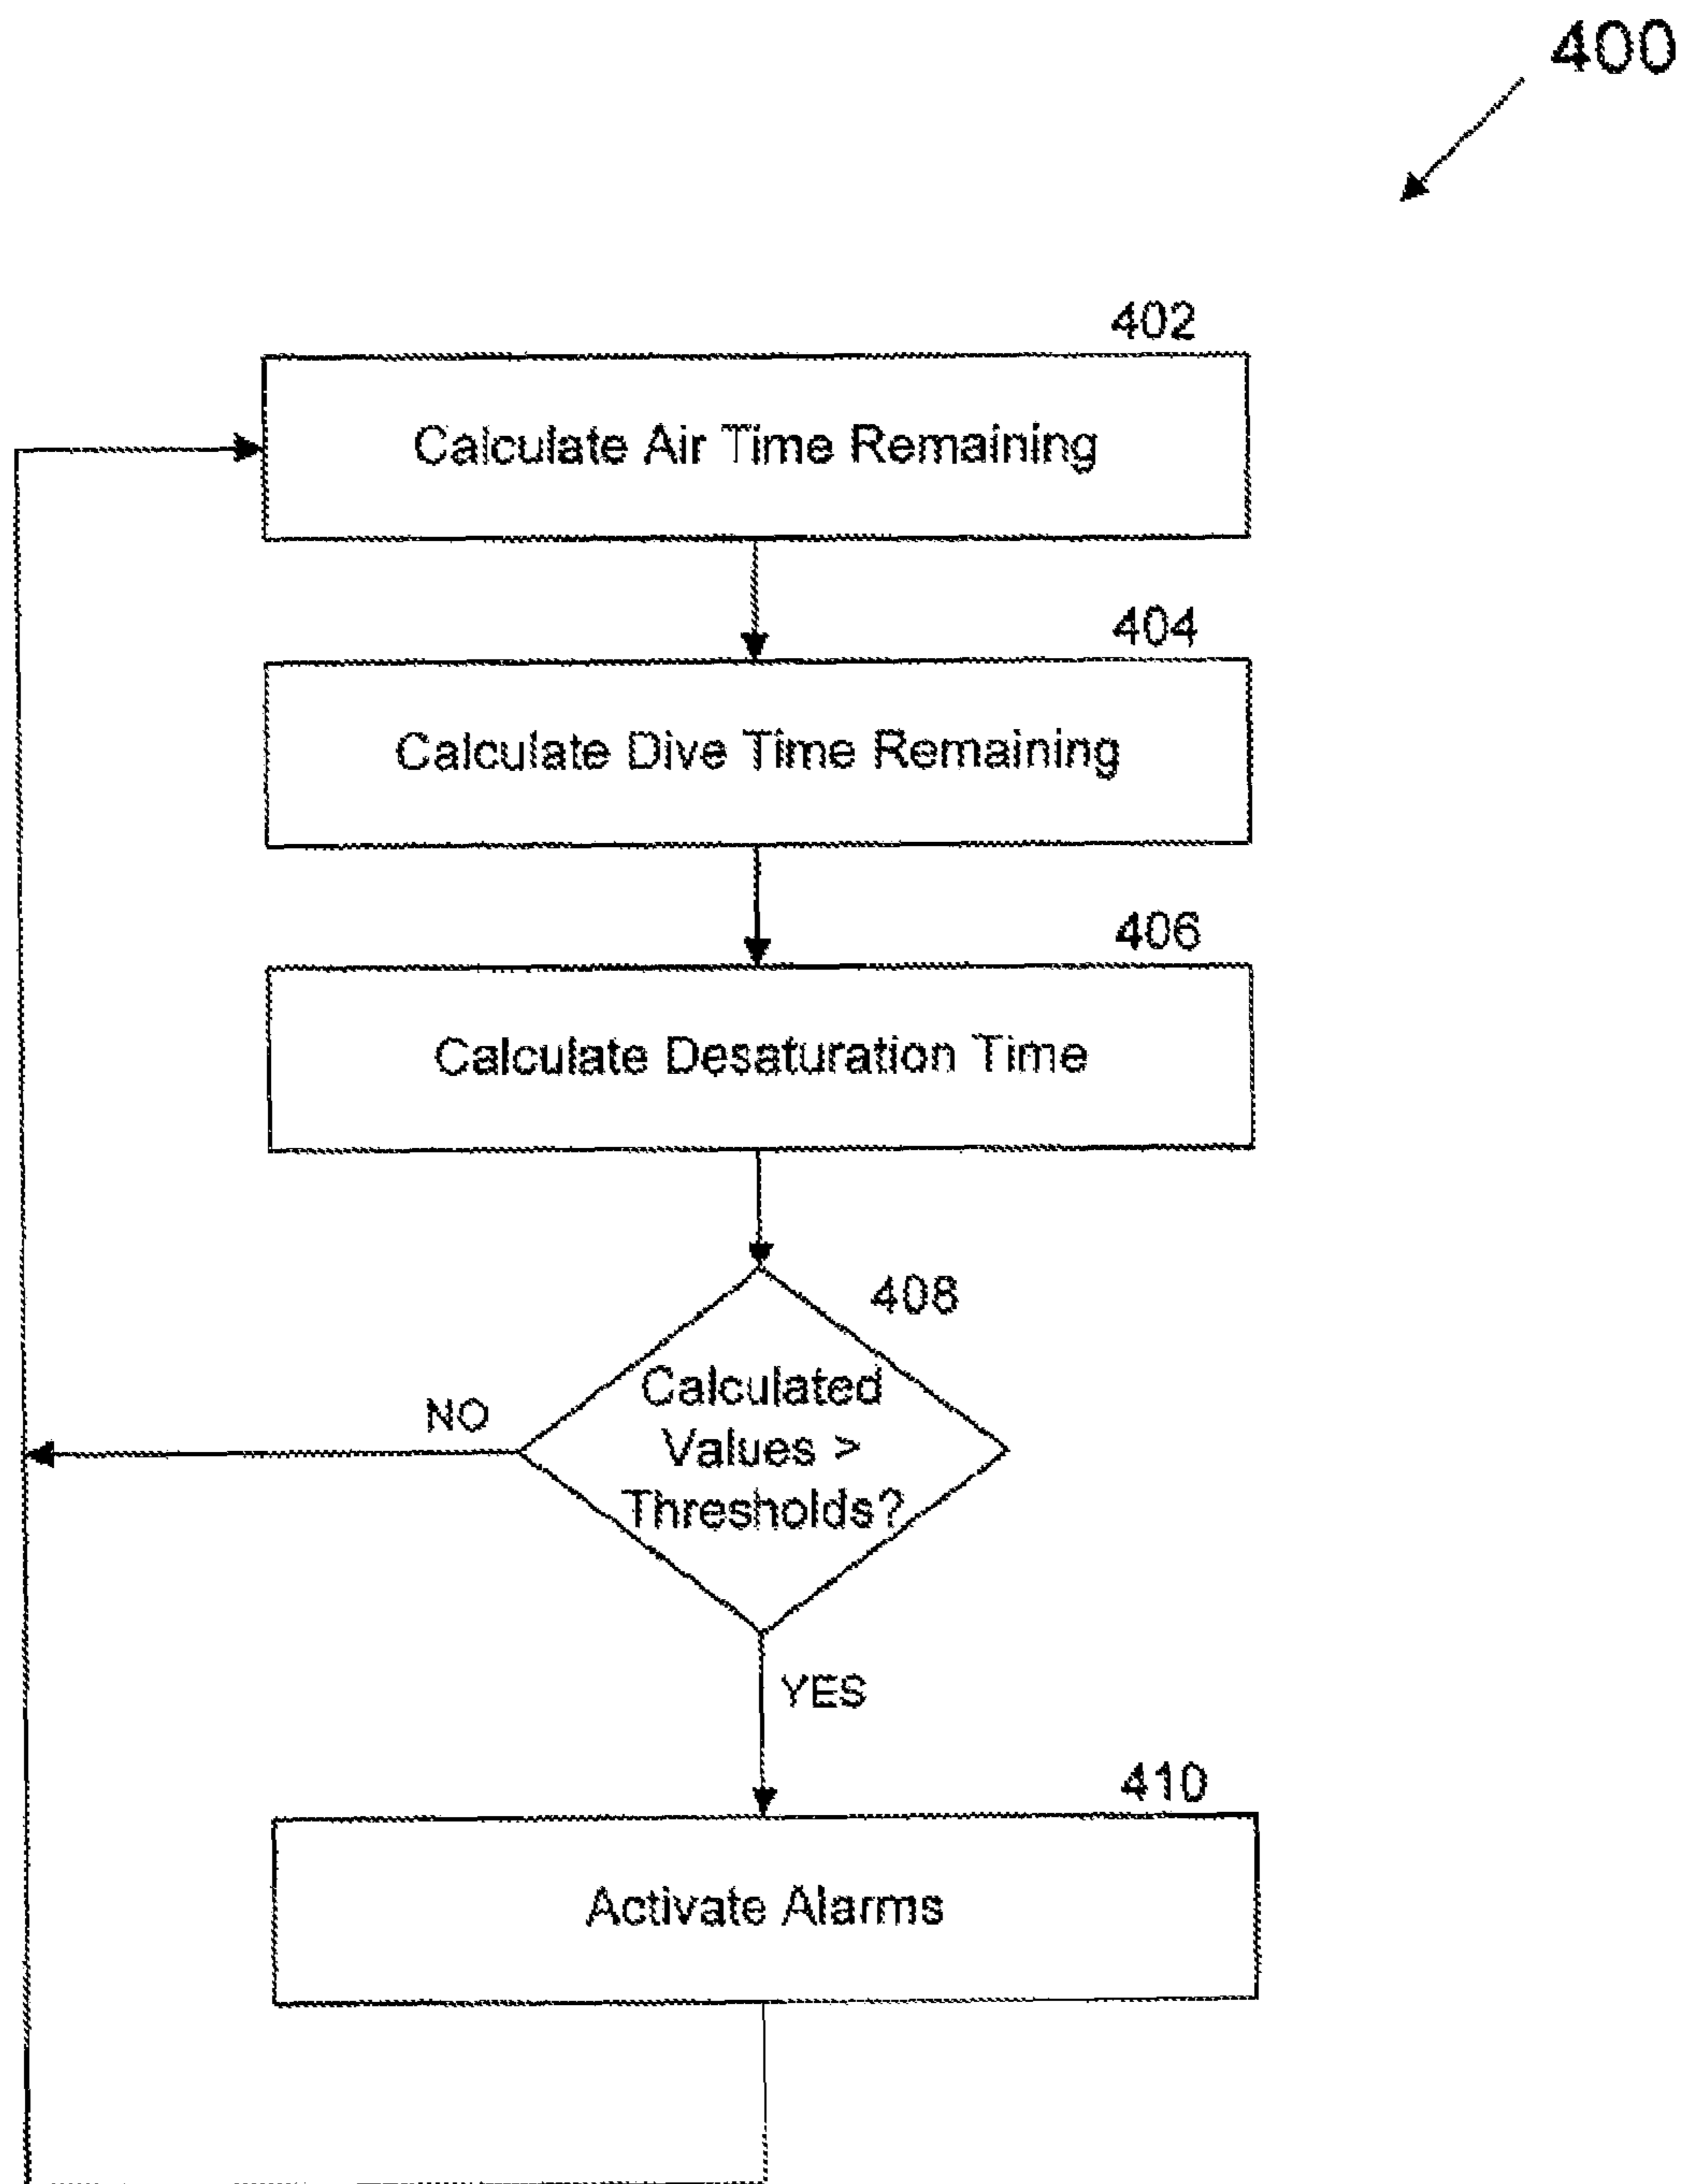 400
402
Calculate Air Time Remaining
404
Calculate Dive Time Remaining
406
Calculate Desaturation Time
408
Calculated
Values >
Thresholds?
NO
YES
410
Activate Alarms